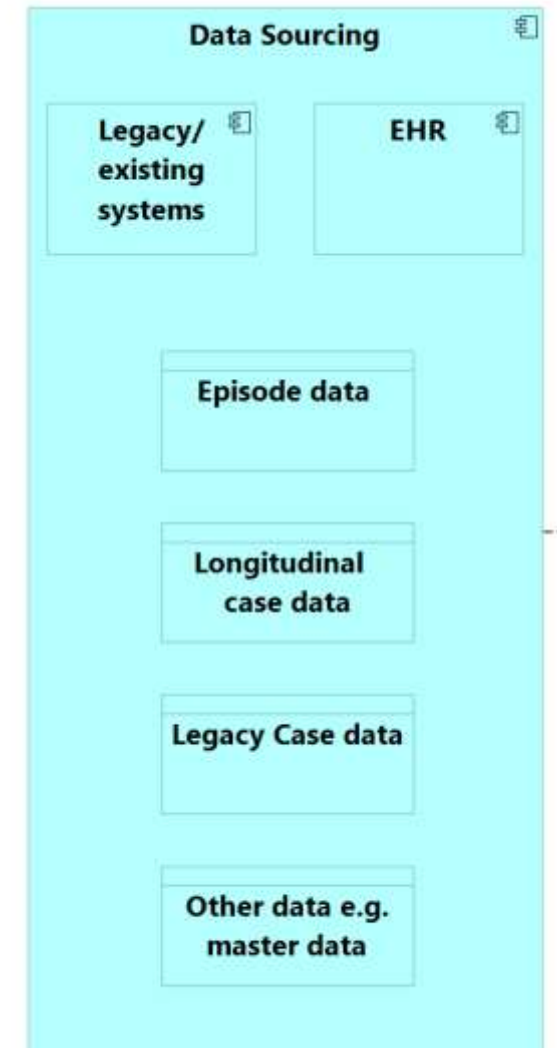 Data Sourcing
Legacy/
existing
systems
EHR
Episode data
Longitudinal
case data
Legacy Case data
Other data e.g.
master data